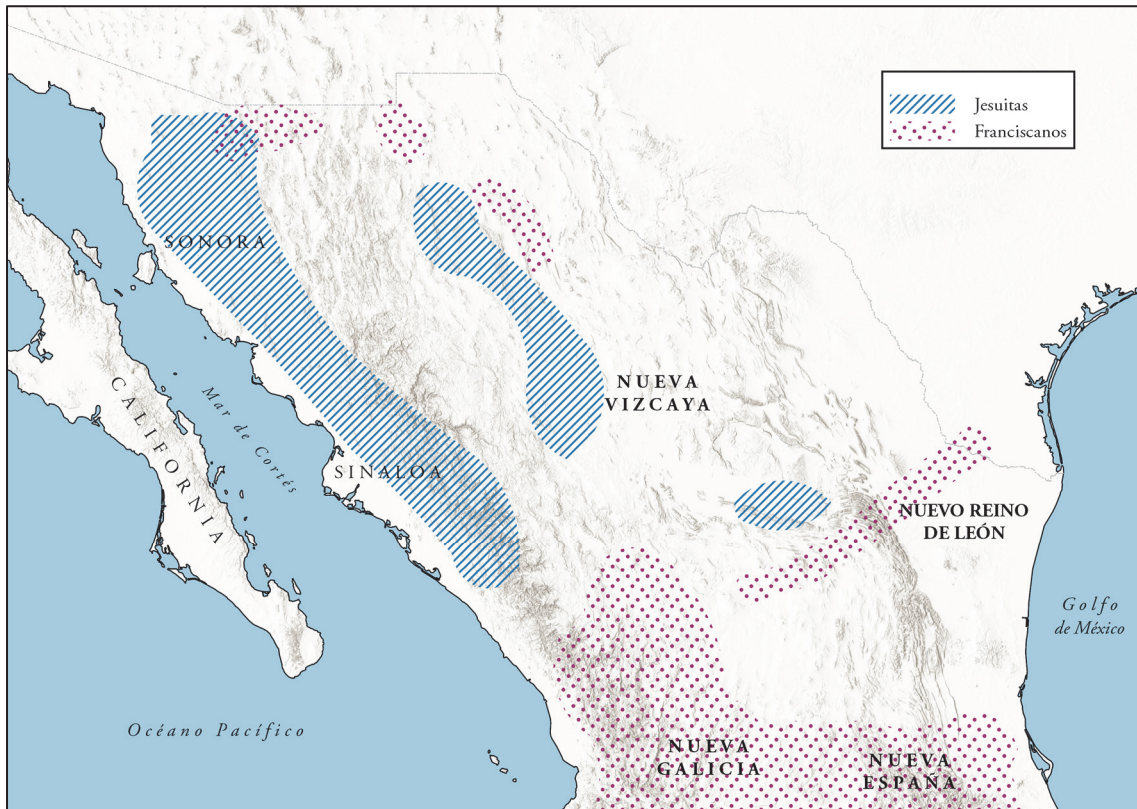 Jesuitas
Franciscanos
SONORA
NUEVA
VIZCAYA
CALIFORNIA
Mar de Cortés
SINALOA
NUEVO REINO
DE LEÓN
Golfo
de México
Océano Pacífico
NUEVA
GALICIA
NUEVA
ESPAÑA